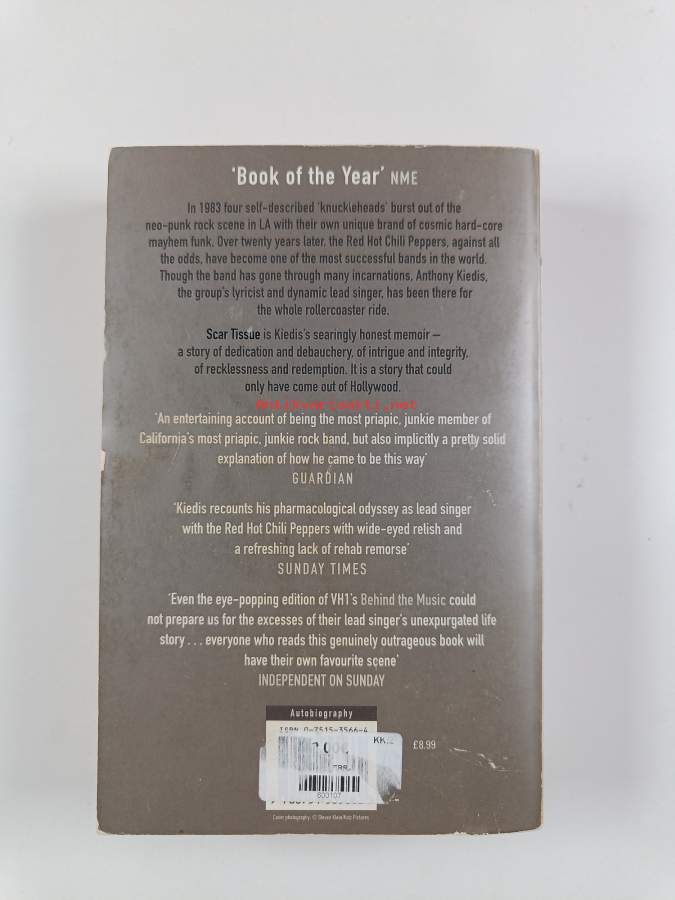 'Book of the Year' NME
In 1983 four self-described 'knuckleheads' burst out of the
neo-punk rock scene in LA with their own unique brand of cosmic hard-core
mayhem funk. Over twenty years later, the Red Hot Chili Peppers, against all
the odds, have become one of the most successful bands in the world.
Though the band has gone through many incarnations, Anthony Kiedis,
the group's lyricist and dynamic lead singer, has been there for
the whole rollercoaster ride.
Scar Tissue is Kiedis's searingly honest memoir –
a story of dedication and debauchery, of intrigue and integrity,
of recklessness and redemption. It is a story that could
only have come out of Hollywood.
'An entertaining account of being the most priapic, junkie member of
California's most priapic, junkie rock band, but also implicitly a pretty solid
explanation of how he came to be this way'
GUARDIAN
'Kiedis recounts his pharmacological odyssey as lead singer
with the Red Hot Chili Peppers with wide-eyed relish and
a refreshing lack of rehab remorse'
SUNDAY TIMES
'Even the eye-popping edition of VH1's Behind the Music could
not prepare us for the excesses of their lead singer's unexpurgated life
story . . . everyone who reads this genuinely outrageous book will
have their own favourite scene'
INDEPENDENT ON SUNDAY
Autobiography
ISBN 0-7515-3566-4
£8.99
600107